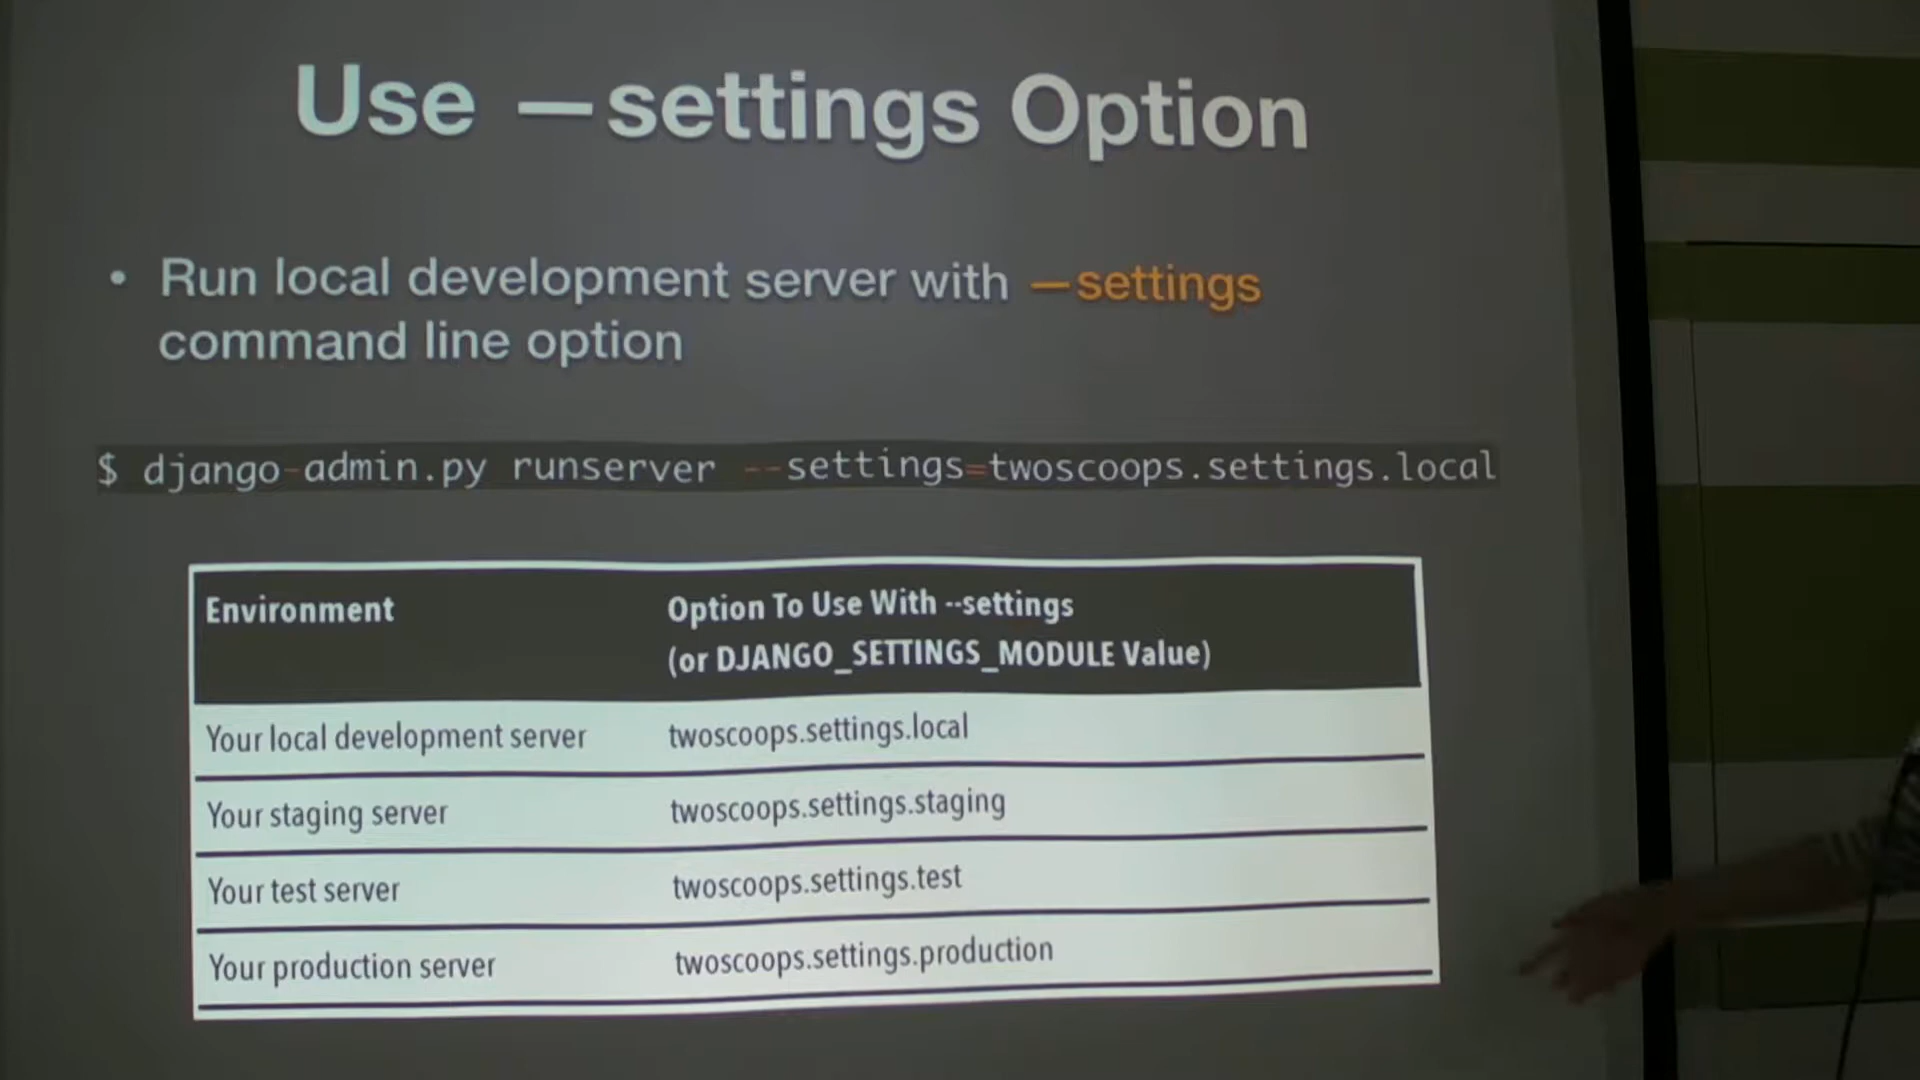 Use —settings Option
• Run local development server with —settings
command line option
$ django-admin.py runserver --settings=twoscoops.settings.local
Environment Option To Use With --settings
(or DJANGO_SETTINGS_MODULE Value)
Your local development server twoscoops.settings.local
Your staging server twoscoops.settings.staging
Your test server twoscoops.settings.test
Your production server twoscoops.settings.production